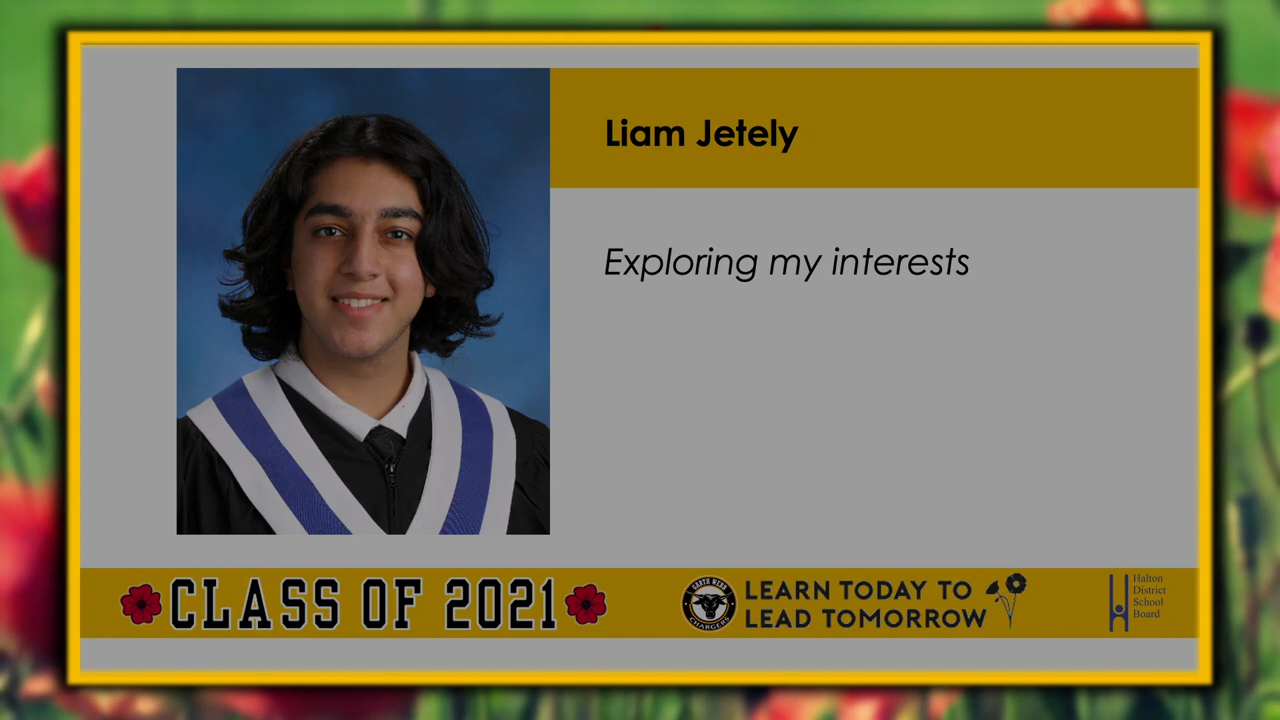 Liam Jetely
Exploring my interests
CLASS OF 2021
GARTH WEBB
CHARGERS
LEARN TODAY TO
LEAD TOMORROW
Halton
District
School
Board